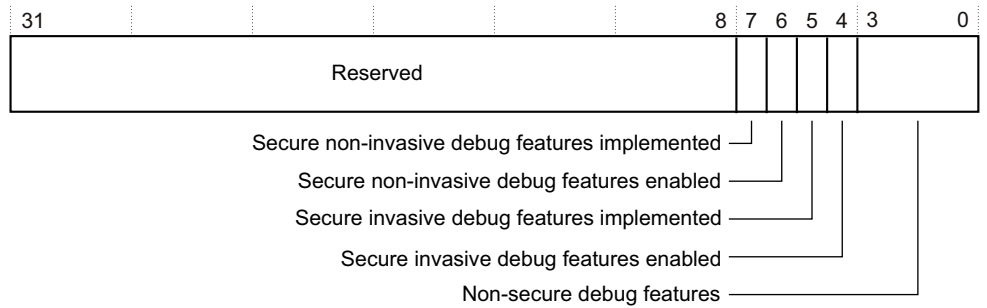 31 8 7 6 5 4 3 0
Reserved
Secure non-invasive debug features implemented
Secure non-invasive debug features enabled
Secure invasive debug features implemented
Secure invasive debug features enabled
Non-secure debug features